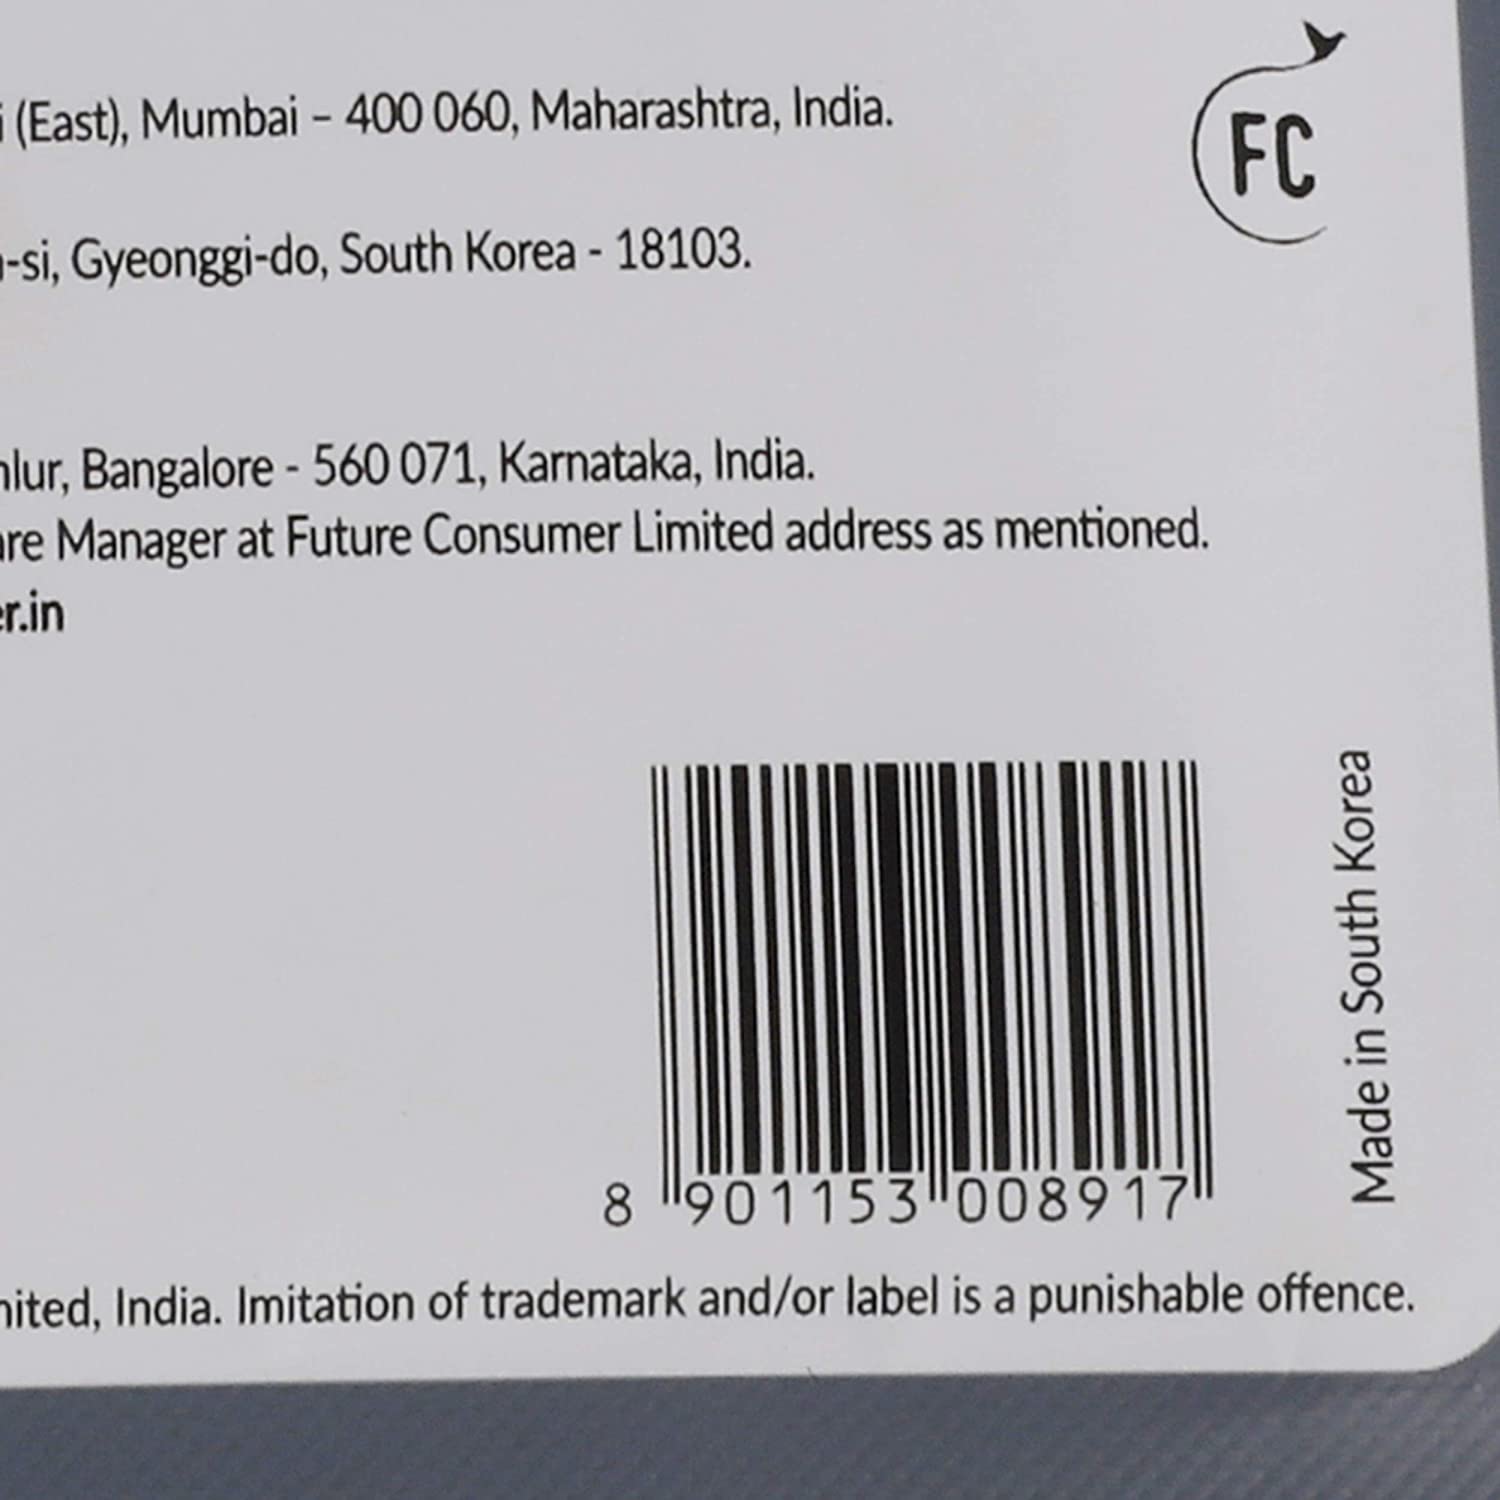 (East), Mumbai – 400 060, Maharashtra, India.
FC
-si, Gyeonggi-do, South Korea - 18103.
lur, Bangalore - 560 071, Karnataka, India.
re Manager at Future Consumer Limited address as mentioned.
r.in
Made in South Korea
8 901153 008917
ited, India. Imitation of trademark and/or label is a punishable offence.